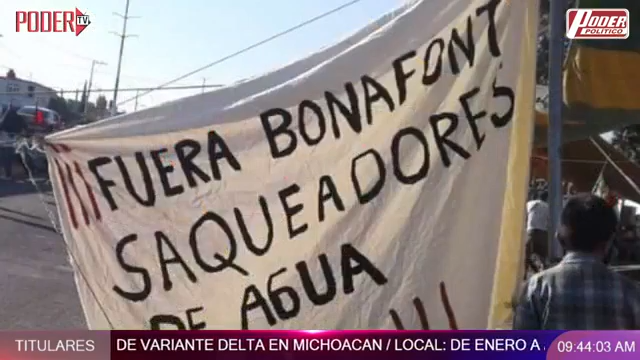 PODER TV
PODER
POLITICO
¡¡¡FUERA BONAFONT
SAQUEADORES
DE AGUA
!!!
TITULARES
DE VARIANTE DELTA EN MICHOACAN / LOCAL: DE ENERO A
09:44:03 AM